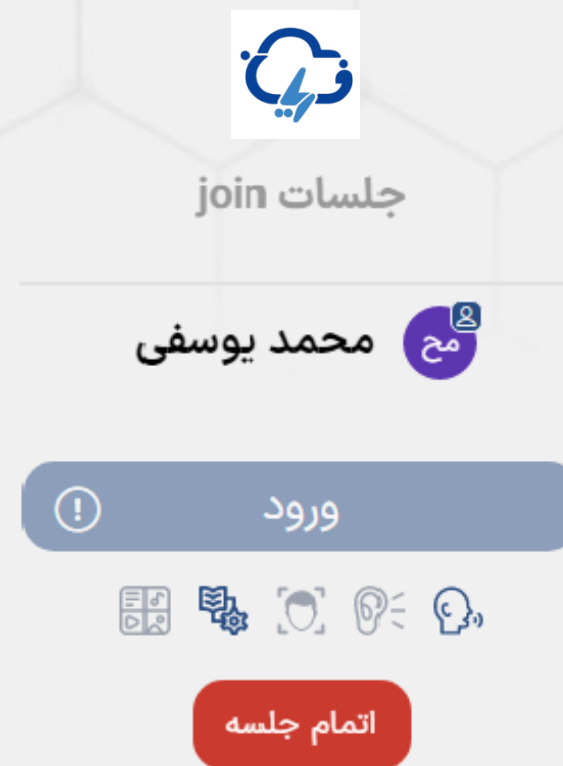 جلسات join
مح
محمد یوسفی
ورود
اتمام جلسه